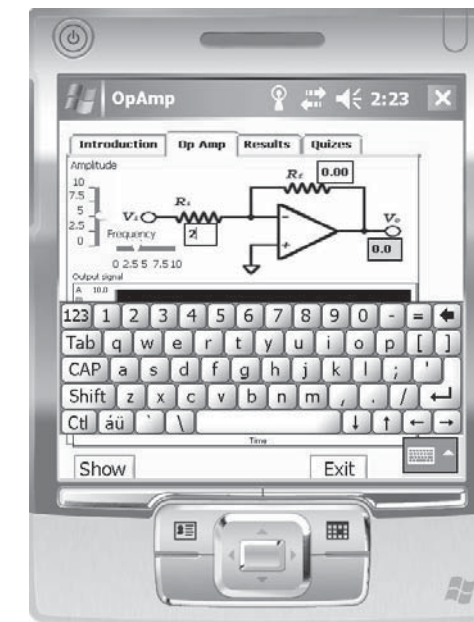 OpAmp 2:23
Introduction Op Amp Results Quizes
Amplitude
10
7.5
5
2.5
0
Frequency
0 2.5 5 7.5 10
Vs
Rs
2
Rf 0.00
-
+
Vo
0.0
Output signal
A 10.0
123 1 2 3 4 5 6 7 8 9 0 - =
Tab q w e r t y u i o p [ ]
CAP a s d f g h j k l ; '
Shift z x c v b n m , . /
Ctl áü ` \
Time
Show Exit